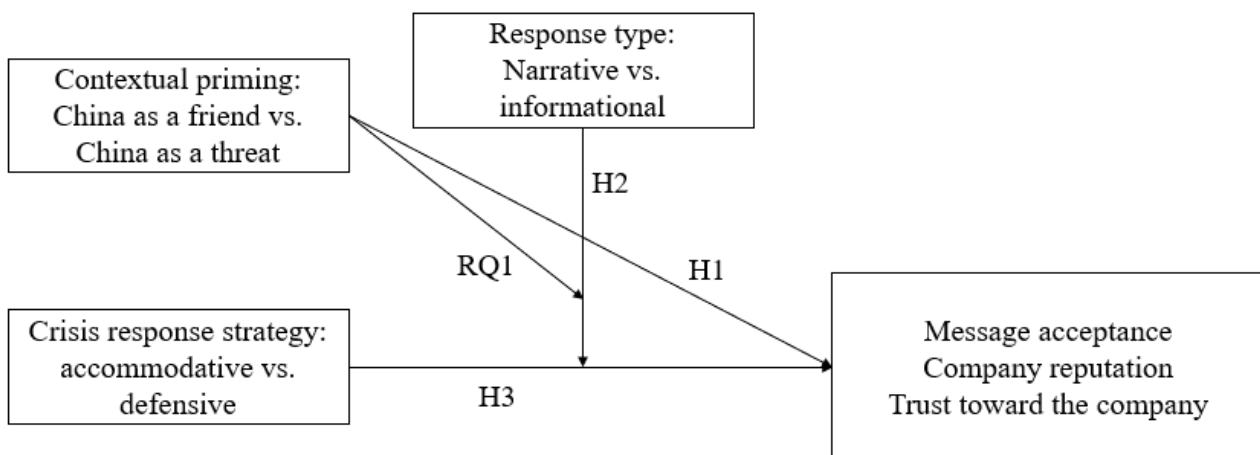 Response type:
Narrative vs.
informational
Contextual priming:
China as a friend vs.
China as a threat
H2
RQ1
H1
Crisis response strategy:
accommodative vs.
defensive
H3
Message acceptance
Company reputation
Trust toward the company